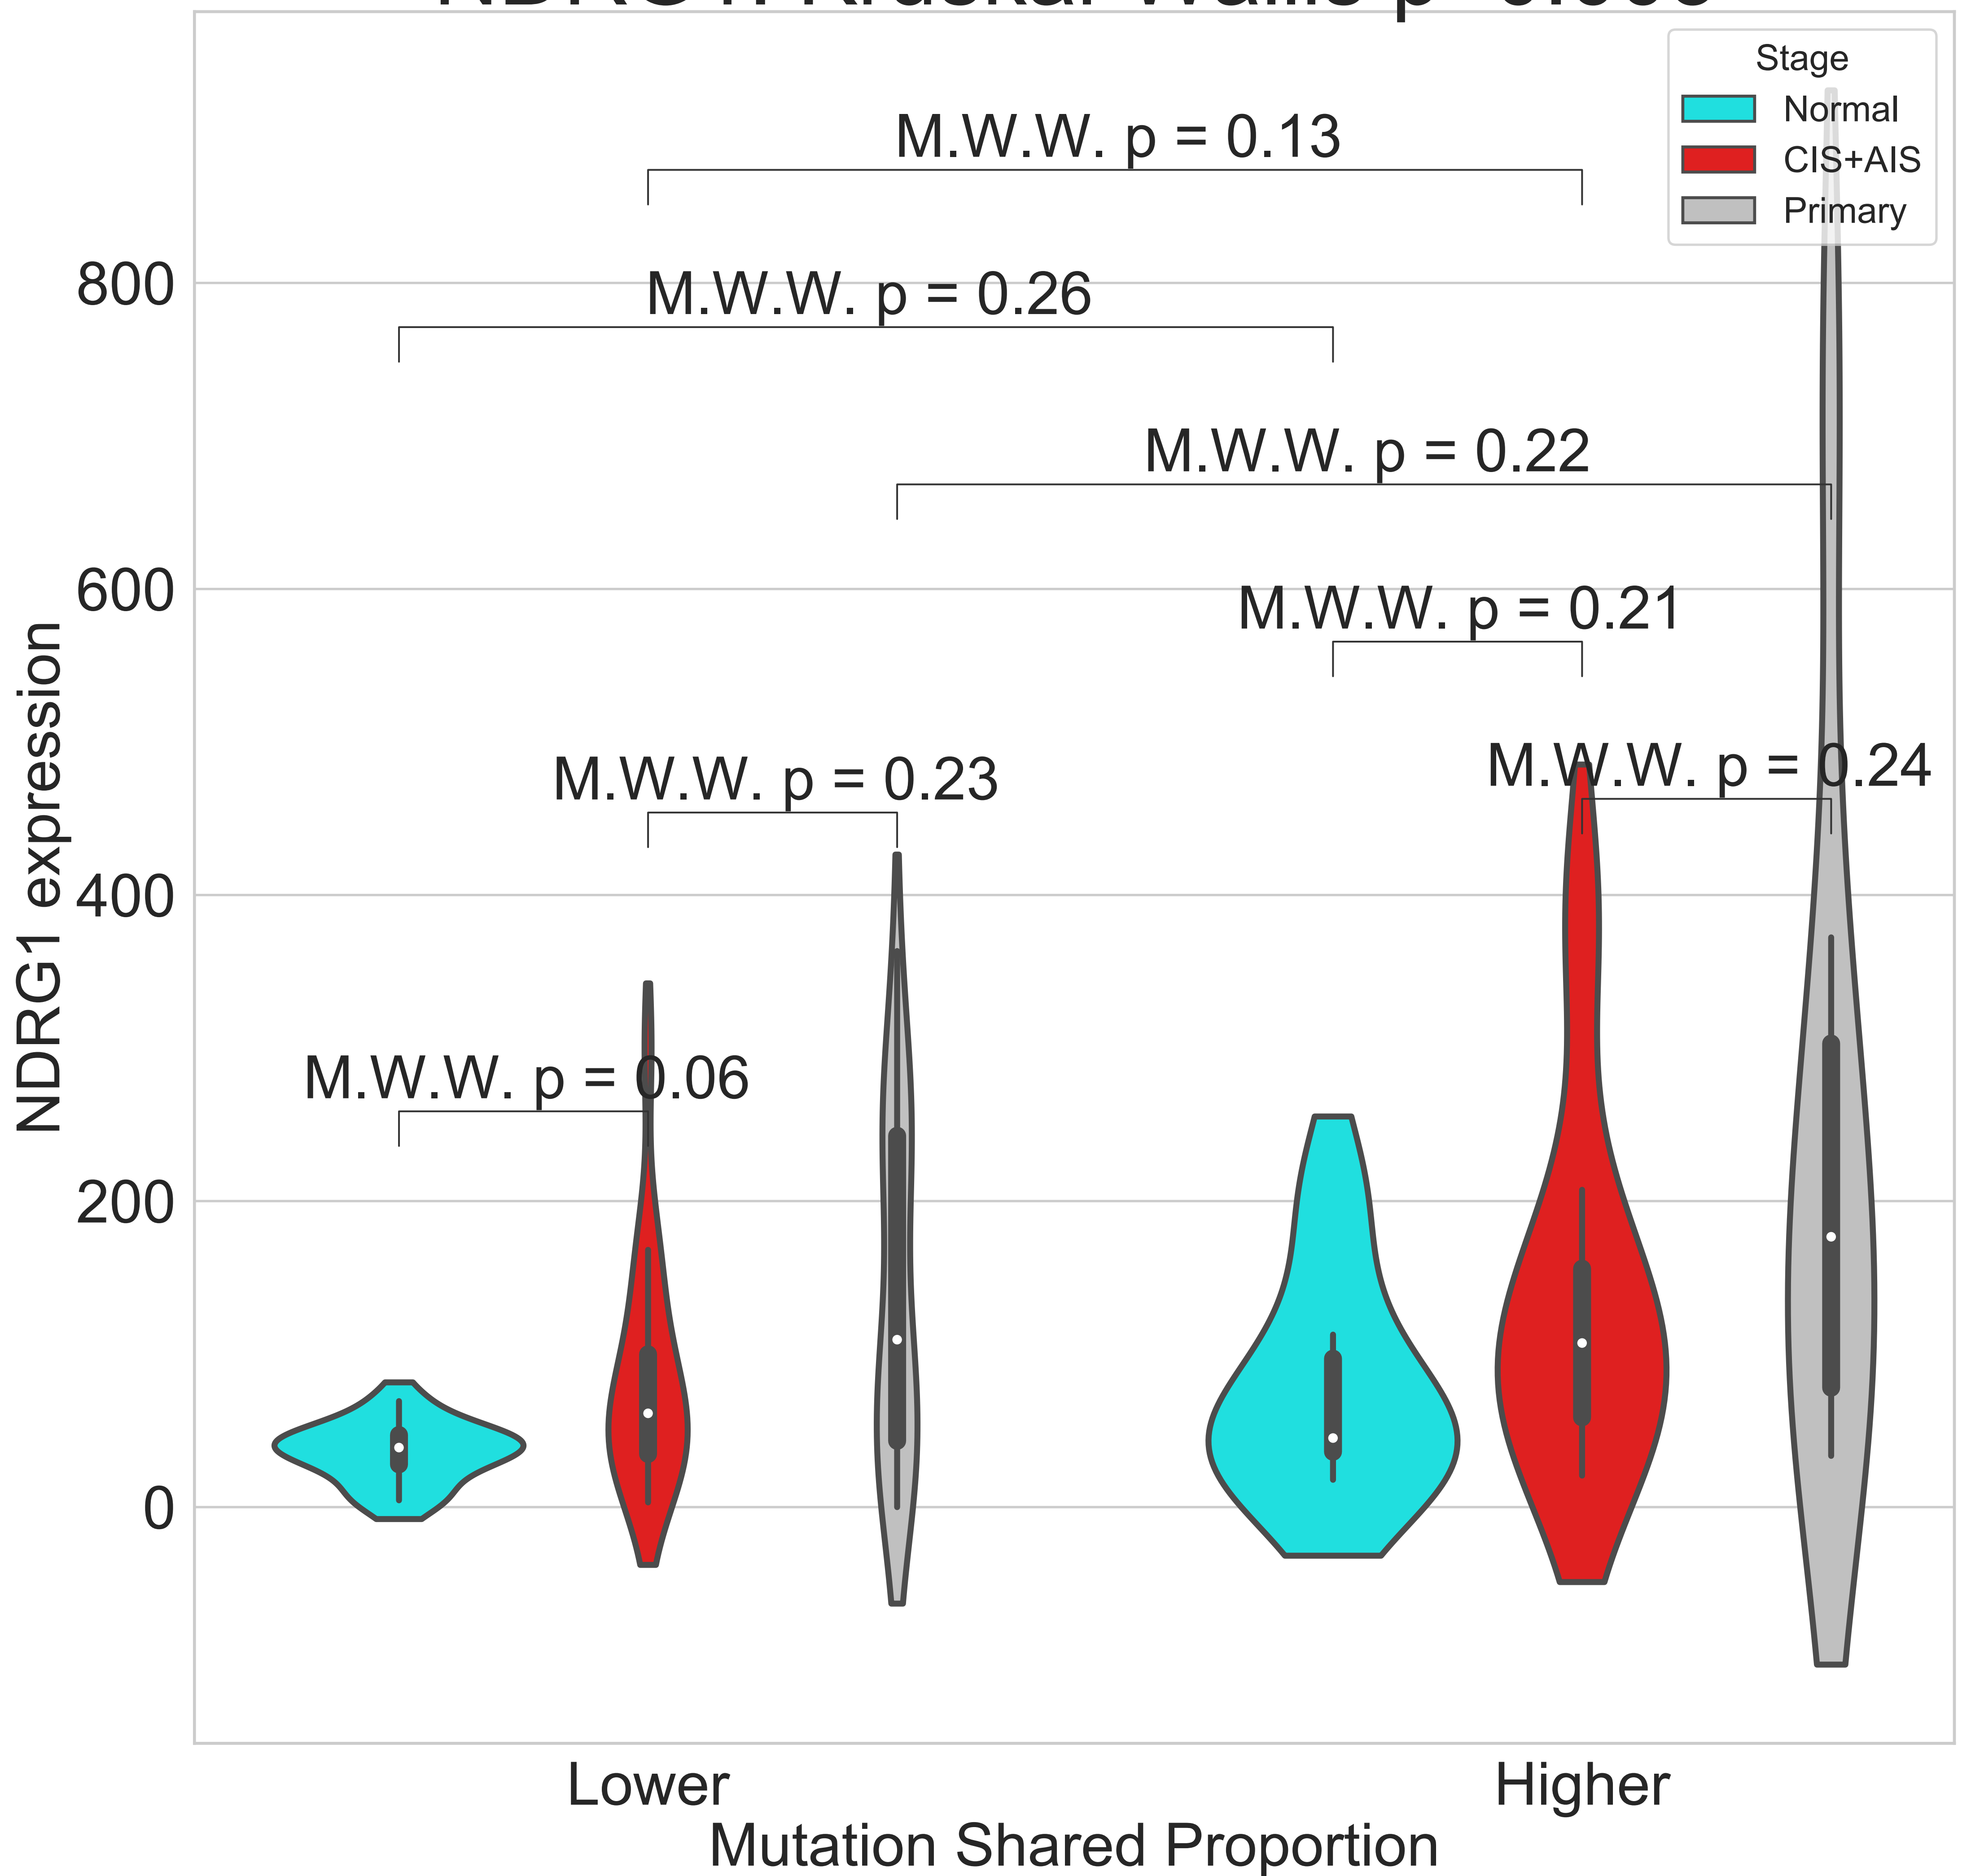 Stage
Normal
CIS+AIS
Primary
M.W.W. p = 0.13
800
M.W.W. p = 0.26
M.W.W. p = 0.22
600
M.W.W. p = 0.21
M.W.W. p = 0.23
M.W.W. p = 0.24
400
M.W.W. p = 0.06
200
0
NDRG1 expression
Lower
Higher
Mutation Shared Proportion